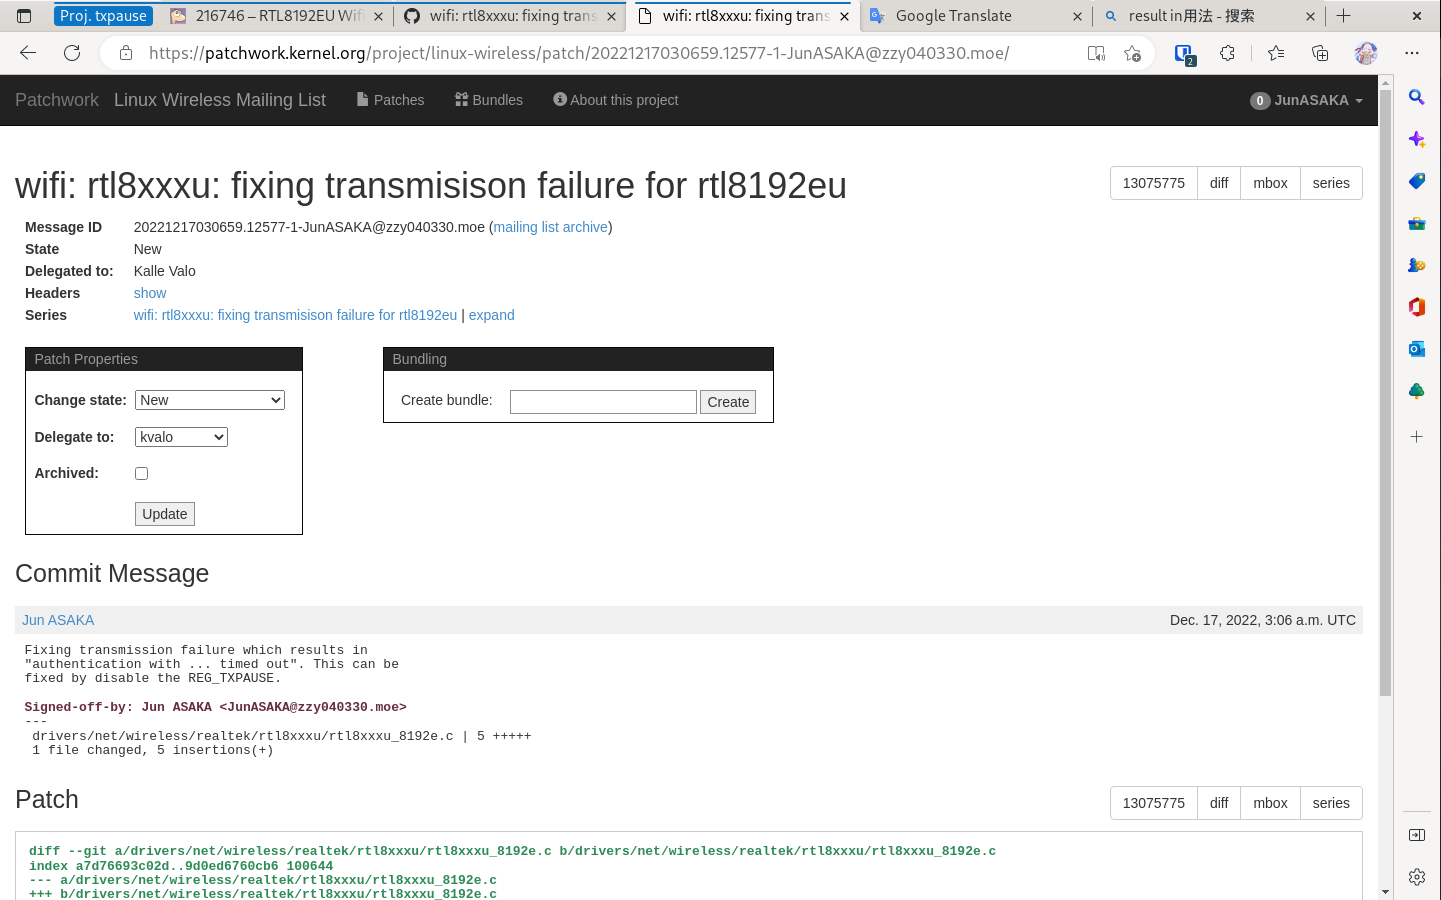 Proj. txpause
216746 – RTL8192EU Wif
wifi: rtl8xxxu: fixing trans
wifi: rtl8xxxu: fixing trans
Google Translate
result in用法 - 搜索
https://patchwork.kernel.org/project/linux-wireless/patch/20221217030659.12577-1-JunASAKA@zzy040330.moe/
2
Patchwork Linux Wireless Mailing List Patches Bundles About this project 0 JunASAKA
wifi: rtl8xxxu: fixing transmisison failure for rtl8192eu
13075775 diff mbox series
Message ID 20221217030659.12577-1-JunASAKA@zzy040330.moe (mailing list archive)
State New
Delegated to: Kalle Valo
Headers show
Series wifi: rtl8xxxu: fixing transmisison failure for rtl8192eu | expand
Patch Properties
Change state: New
Delegate to: kvalo
Archived:
Update
Bundling
Create bundle: Create
Commit Message
Jun ASAKA Dec. 17, 2022, 3:06 a.m. UTC
Fixing transmission failure which results in
"authentication with ... timed out". This can be
fixed by disable the REG_TXPAUSE.
Signed-off-by: Jun ASAKA <JunASAKA@zzy040330.moe>
---
drivers/net/wireless/realtek/rtl8xxxu/rtl8xxxu_8192e.c | 5 +++++
1 file changed, 5 insertions(+)
Patch
13075775 diff mbox series
diff --git a/drivers/net/wireless/realtek/rtl8xxxu/rtl8xxxu_8192e.c b/drivers/net/wireless/realtek/rtl8xxxu/rtl8xxxu_8192e.c
index a7d76693c02d..9d0ed6760cb6 100644
--- a/drivers/net/wireless/realtek/rtl8xxxu/rtl8xxxu_8192e.c
+++ b/drivers/net/wireless/realtek/rtl8xxxu/rtl8xxxu_8192e.c